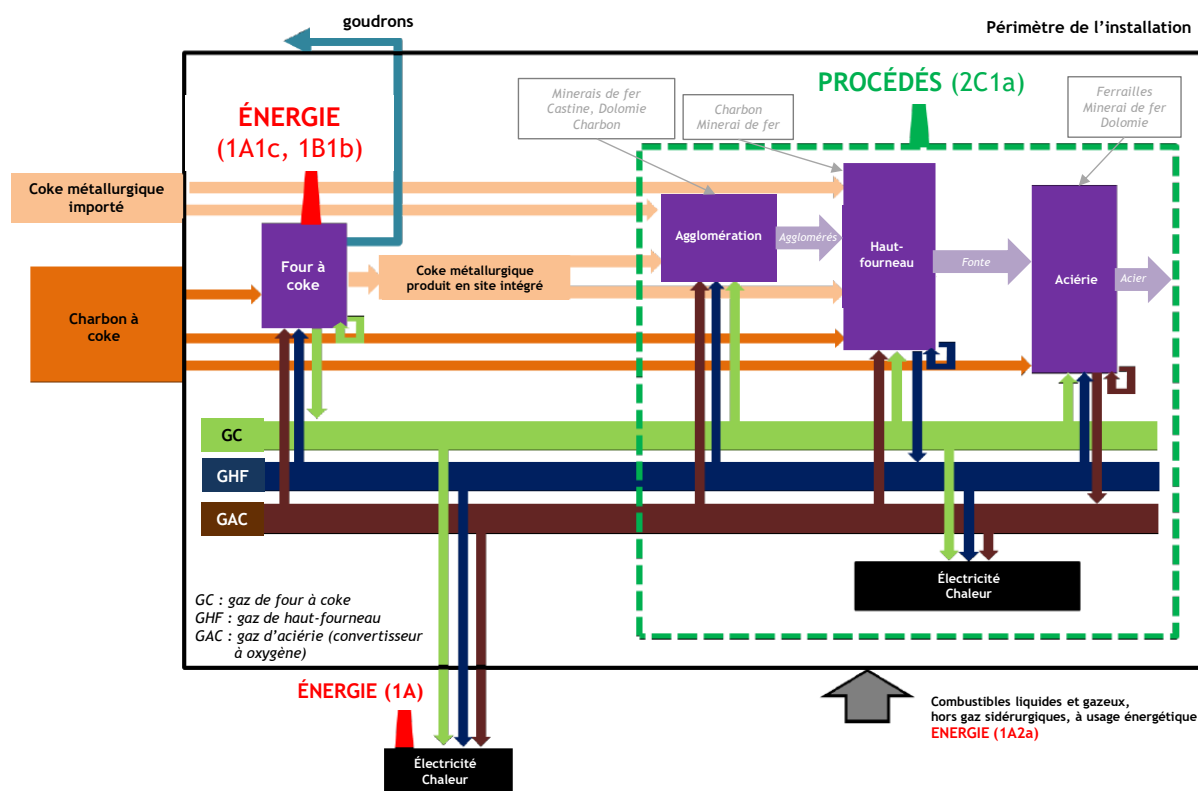 goudrons
Périmètre de l’installation
ÉNERGIE
(1A1c, 1B1b)
PROCÉDÉS (2C1a)
Minerais de fer
Castine, Dolomie
Charbon
Charbon
Minerai de fer
Ferrailles
Minerai de fer
Dolomie
Coke métallurgique
importé
Four à
coke
Coke métallurgique
produit en site intégré
Agglomération
Agglomérés
Haut-
fourneau
Fonte
Aciérie
Acier
Charbon à
coke
GC
GHF
GAC
GC : gaz de four à coke
GHF : gaz de haut-fourneau
GAC : gaz d’aciérie (convertisseur
à oxygène)
Électricité
Chaleur
ÉNERGIE (1A)
Électricité
Chaleur
Combustibles liquides et gazeux,
hors gaz sidérurgiques, à usage énergétique
ENERGIE (1A2a)